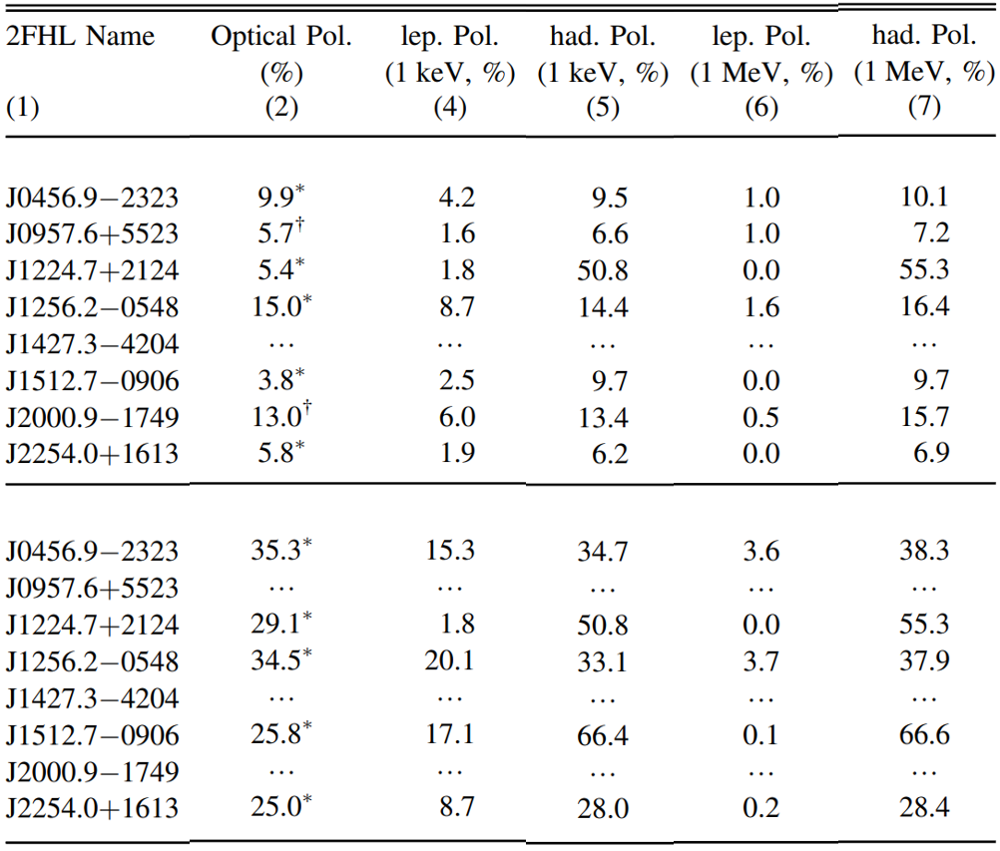 2FHL Name Optical Pol. lep. Pol. had. Pol. lep. Pol. had. Pol.
(%) (1 keV, %) (1 keV, %) (1 MeV, %) (1 MeV, %)
(1) (2) (4) (5) (6) (7)
J0456.9−2323 9.9* 4.2 9.5 1.0 10.1
J0957.6+5523 5.7† 1.6 6.6 1.0 7.2
J1224.7+2124 5.4* 1.8 50.8 0.0 55.3
J1256.2−0548 15.0* 8.7 14.4 1.6 16.4
J1427.3−4204 ... ... ... ... ...
J1512.7−0906 3.8* 2.5 9.7 0.0 9.7
J2000.9−1749 13.0† 6.0 13.4 0.5 15.7
J2254.0+1613 5.8* 1.9 6.2 0.0 6.9
J0456.9−2323 35.3* 15.3 34.7 3.6 38.3
J0957.6+5523 ... ... ... ... ...
J1224.7+2124 29.1* 1.8 50.8 0.0 55.3
J1256.2−0548 34.5* 20.1 33.1 3.7 37.9
J1427.3−4204 ... ... ... ... ...
J1512.7−0906 25.8* 17.1 66.4 0.1 66.6
J2000.9−1749 ... ... ... ... ...
J2254.0+1613 25.0* 8.7 28.0 0.2 28.4